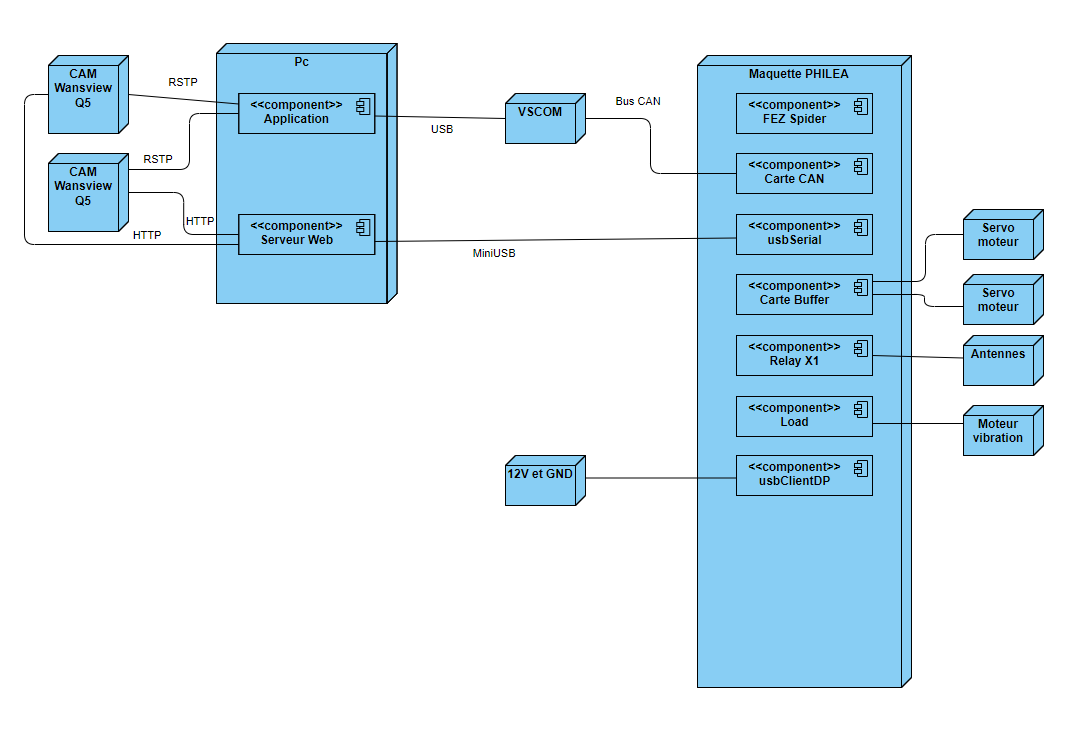 CAM
Wansview
Q5
RSTP
Pc
<<component>>
Application
USB
VSCOM
Bus CAN
Maquette PHILEA
<<component>>
FEZ Spider
CAM
Wansview
Q5
RSTP
HTTP
HTTP
<<component>>
Serveur Web
MiniUSB
<<component>>
Carte CAN
<<component>>
usbSerial
<<component>>
Carte Buffer
<<component>>
Relay X1
<<component>>
Load
<<component>>
usbClientDP
12V et GND
Servo
moteur
Servo
moteur
Antennes
Moteur
vibration